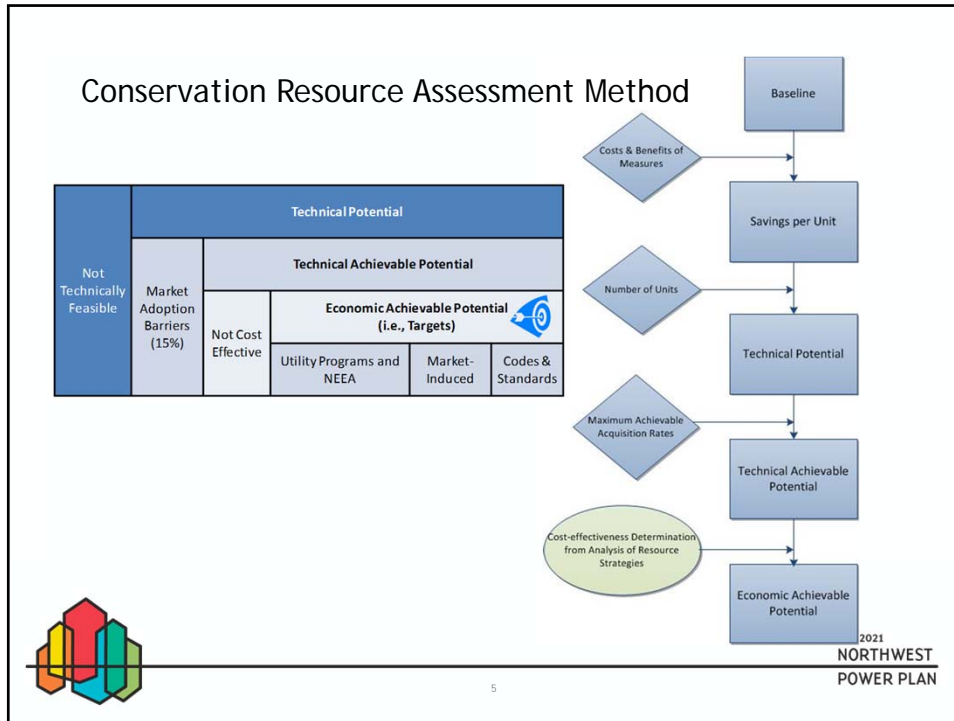 Conservation Resource Assessment Method
Not
Technically
Feasible
Technical Potential
Market
Adoption
Barriers
(15%)
Technical Achievable Potential
Not Cost
Effective
Economic Achievable Potential
(i.e., Targets)
Utility Programs and
NEEA
Market-
Induced
Codes &
Standards
Baseline
Costs & Benefits of
Measures
Savings per Unit
Number of Units
Technical Potential
Maximum Achievable
Acquisition Rates
Technical Achievable
Potential
Cost-effectiveness Determination
from Analysis of Resource
Strategies
Economic Achievable
Potential
2021
NORTHWEST
POWER PLAN
5